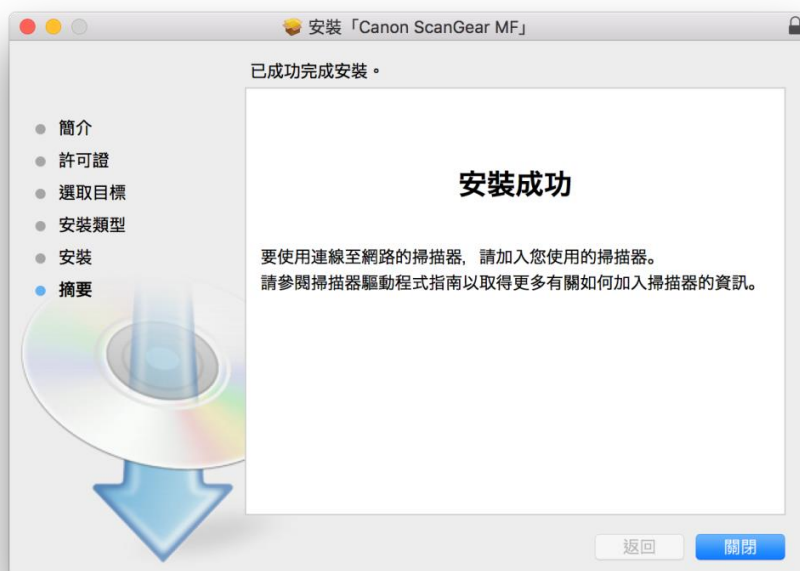 安裝「Canon ScanGear MF」
已成功完成安裝。
簡介
許可證
選取目標
安裝類型
安裝
摘要
安裝成功
要使用連線至網路的掃描器，請加入您使用的掃描器。
請參閱掃描器驅動程式指南以取得更多有關如何加入掃描器的資訊。
返回
關閉